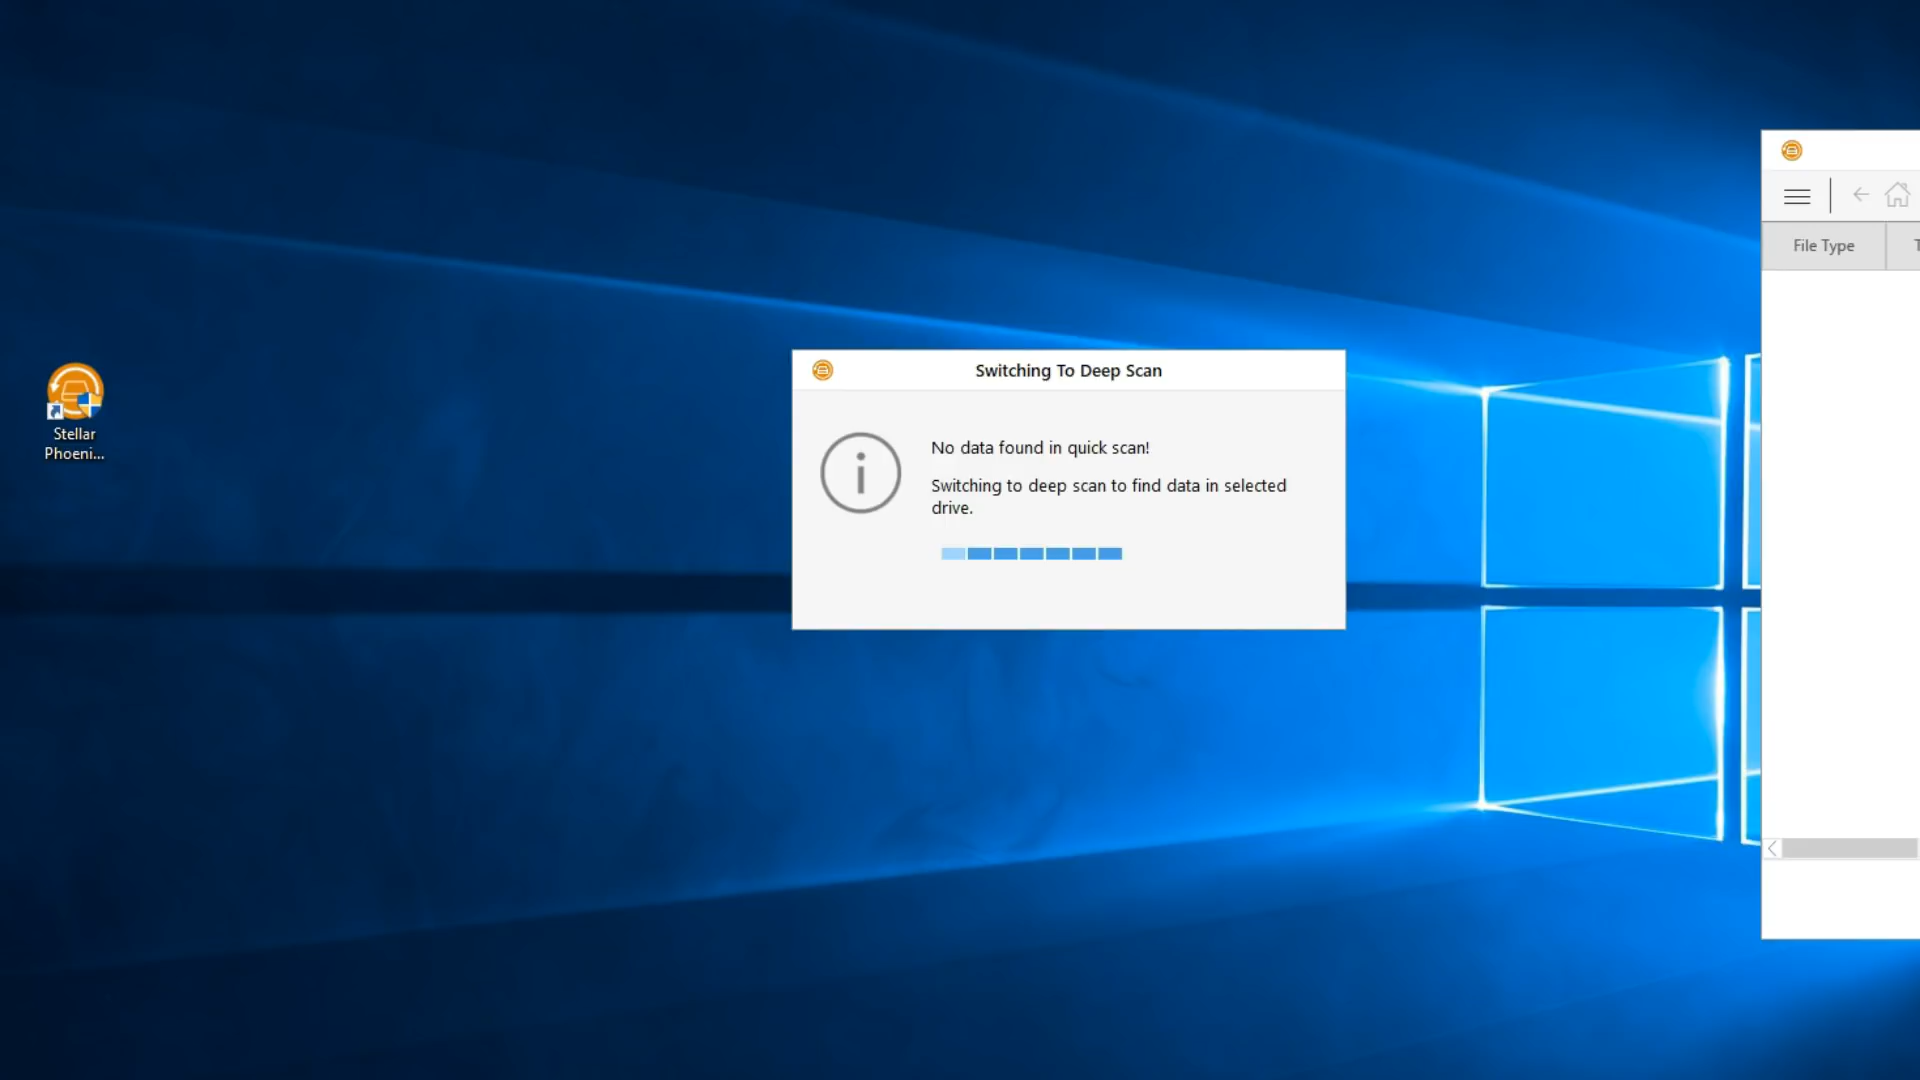 Switching To Deep Scan
No data found in quick scan!
Switching to deep scan to find data in selected
drive.
Stellar
Phoeni...
File Type